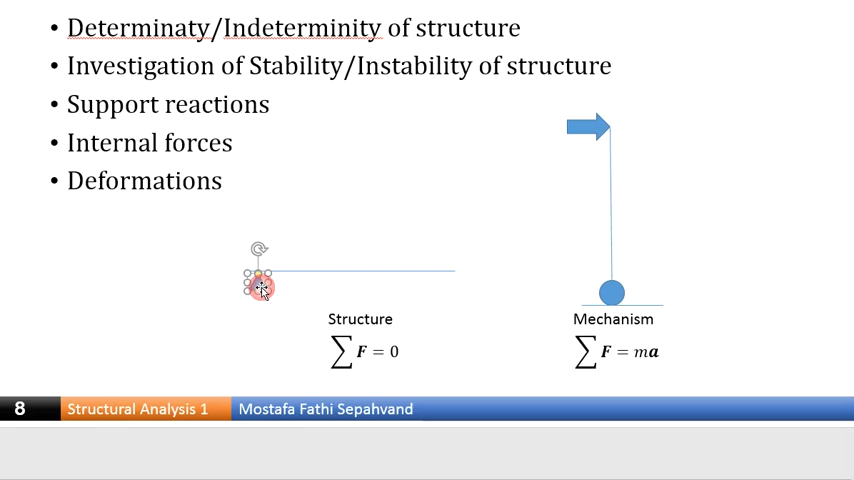 • Determinaty/Indeterminity of structure
• Investigation of Stability/Instability of structure
• Support reactions
• Internal forces
• Deformations
Structure
∑ F = 0
Mechanism
∑ F = ma
8 Structural Analysis 1 Mostafa Fathi Sepahvand